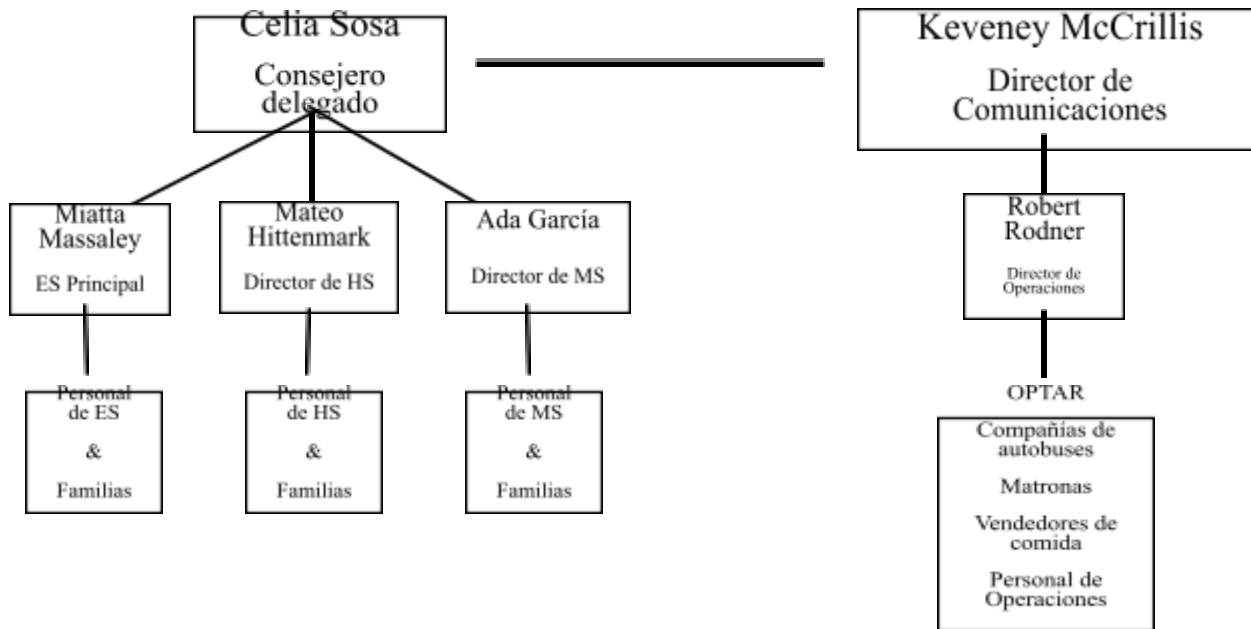 Celia Sosa
Consejero
delegado
Keveney McCrillis
Director de
Comunicaciones
Miatta
Massaley
ES Principal
Mateo
Hittenmark
Director de HS
Ada García
Director de MS
Robert
Rodner
Director de
Operaciones
Personal
de ES
&
Familias
Personal
de HS
&
Familias
Personal
de MS
&
Familias
OPTAR
Compañías de
autobuses
Matronas
Vendedores de
comida
Personal de
Operaciones